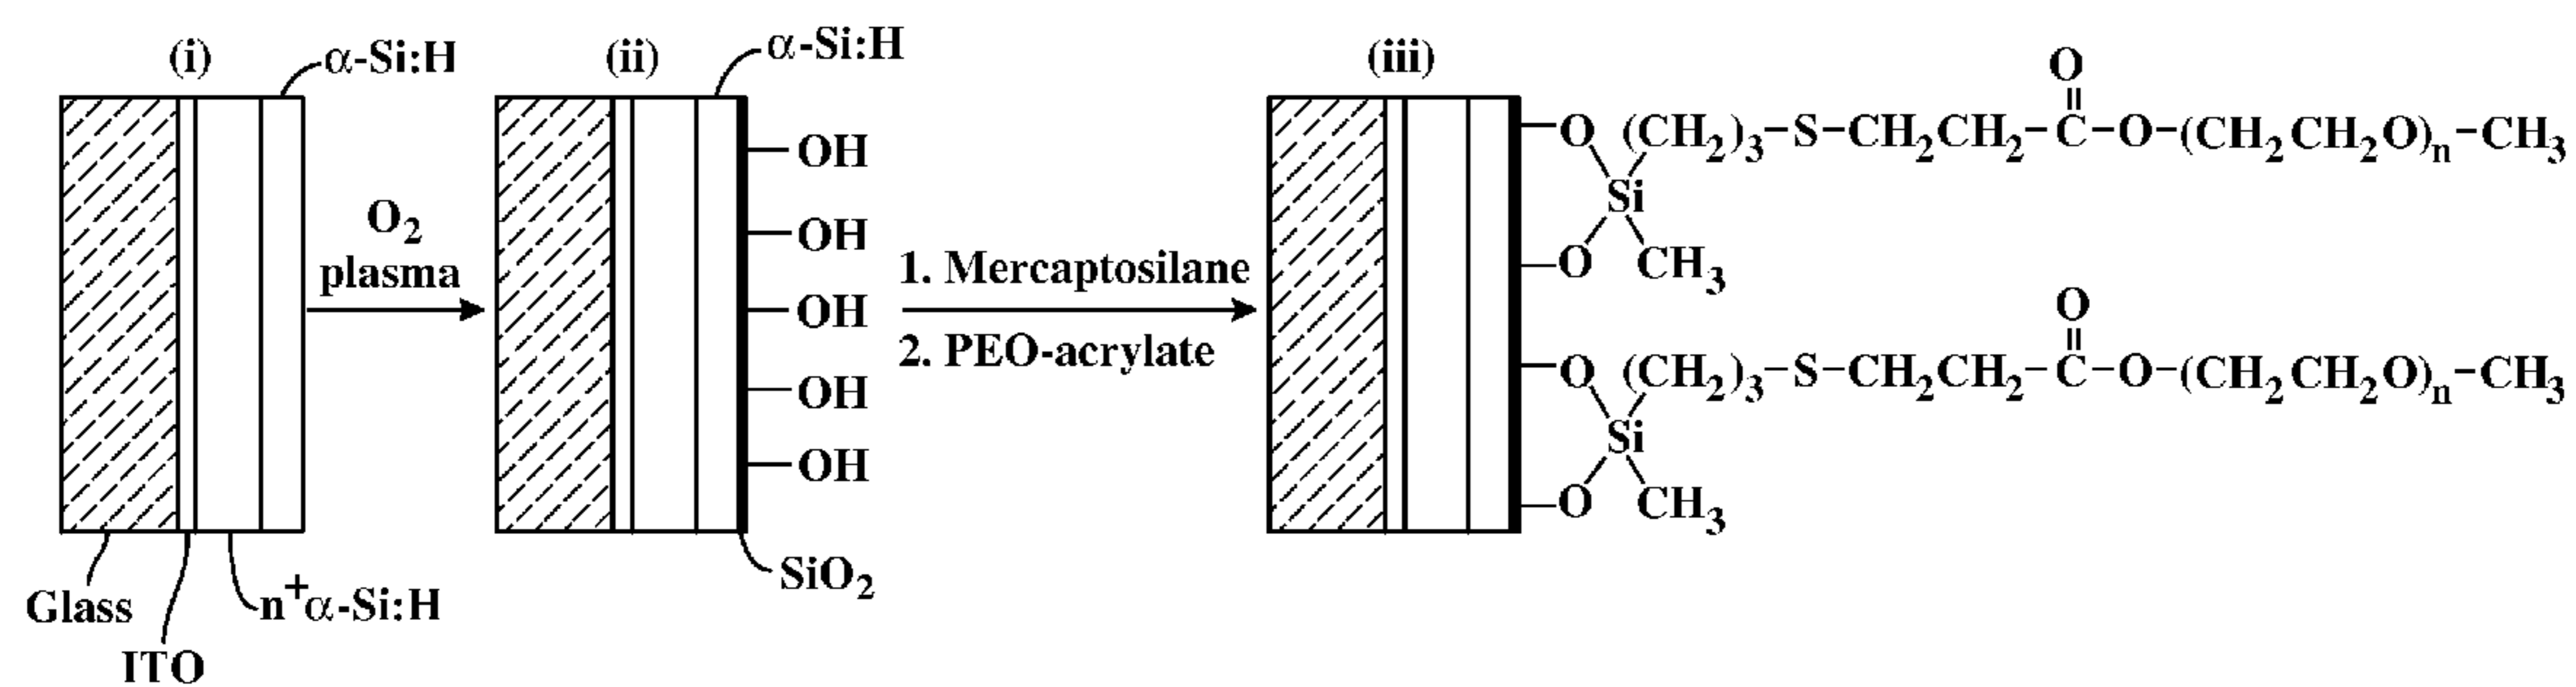 (i)
α-Si:H
Glass
ITO
n⁺α-Si:H
O₂
plasma
(ii)
α-Si:H
OH
OH
OH
OH
OH
SiO₂
1. Mercaptosilane
2. PEO-acrylate
(iii)
O
O (CH₂)₃-S-CH₂CH₂-C-O-(CH₂CH₂O)ₙ-CH₃
Si
O CH₃
O
O (CH₂)₃-S-CH₂CH₂-C-O-(CH₂CH₂O)ₙ-CH₃
Si
O CH₃